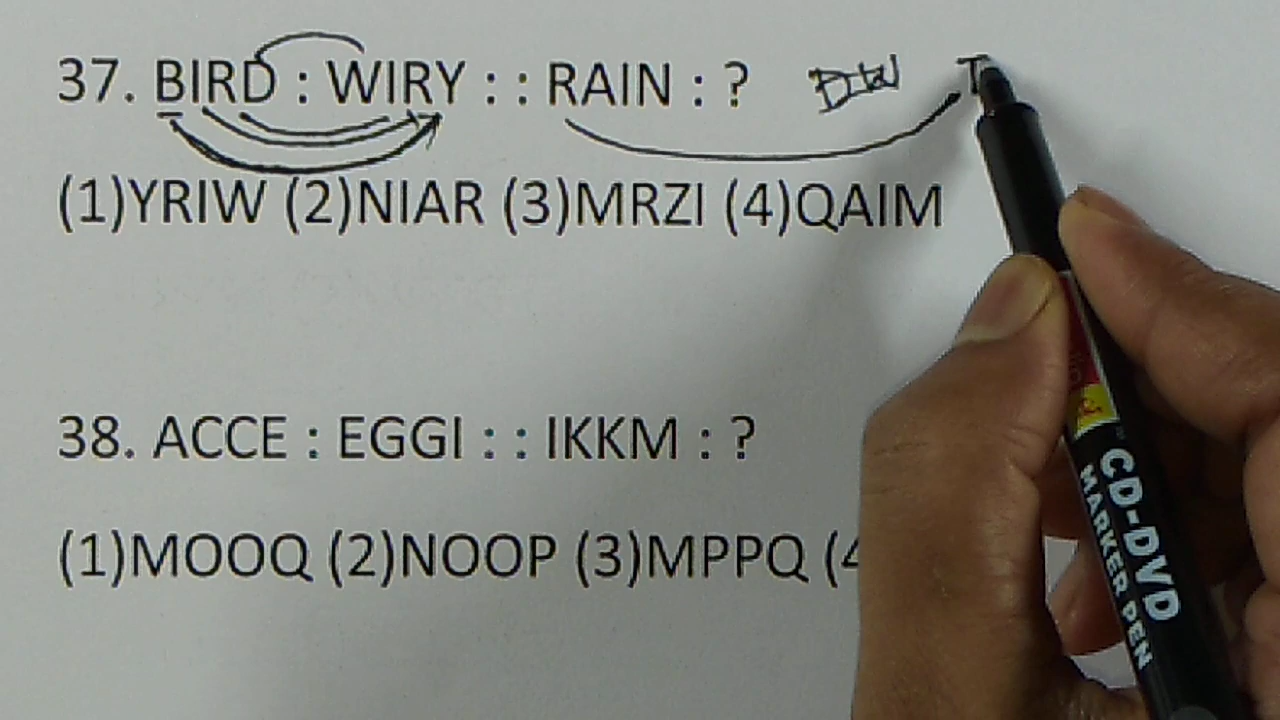 37. BIRD : WIRY : : RAIN : ?
(1)YRIW (2)NIAR (3)MRZI (4)QAIM
38. ACCE : EGGI : : IKKM : ?
(1)MOOQ (2)NOOP (3)MPPQ (4
CD-DVD
MARKER PEN